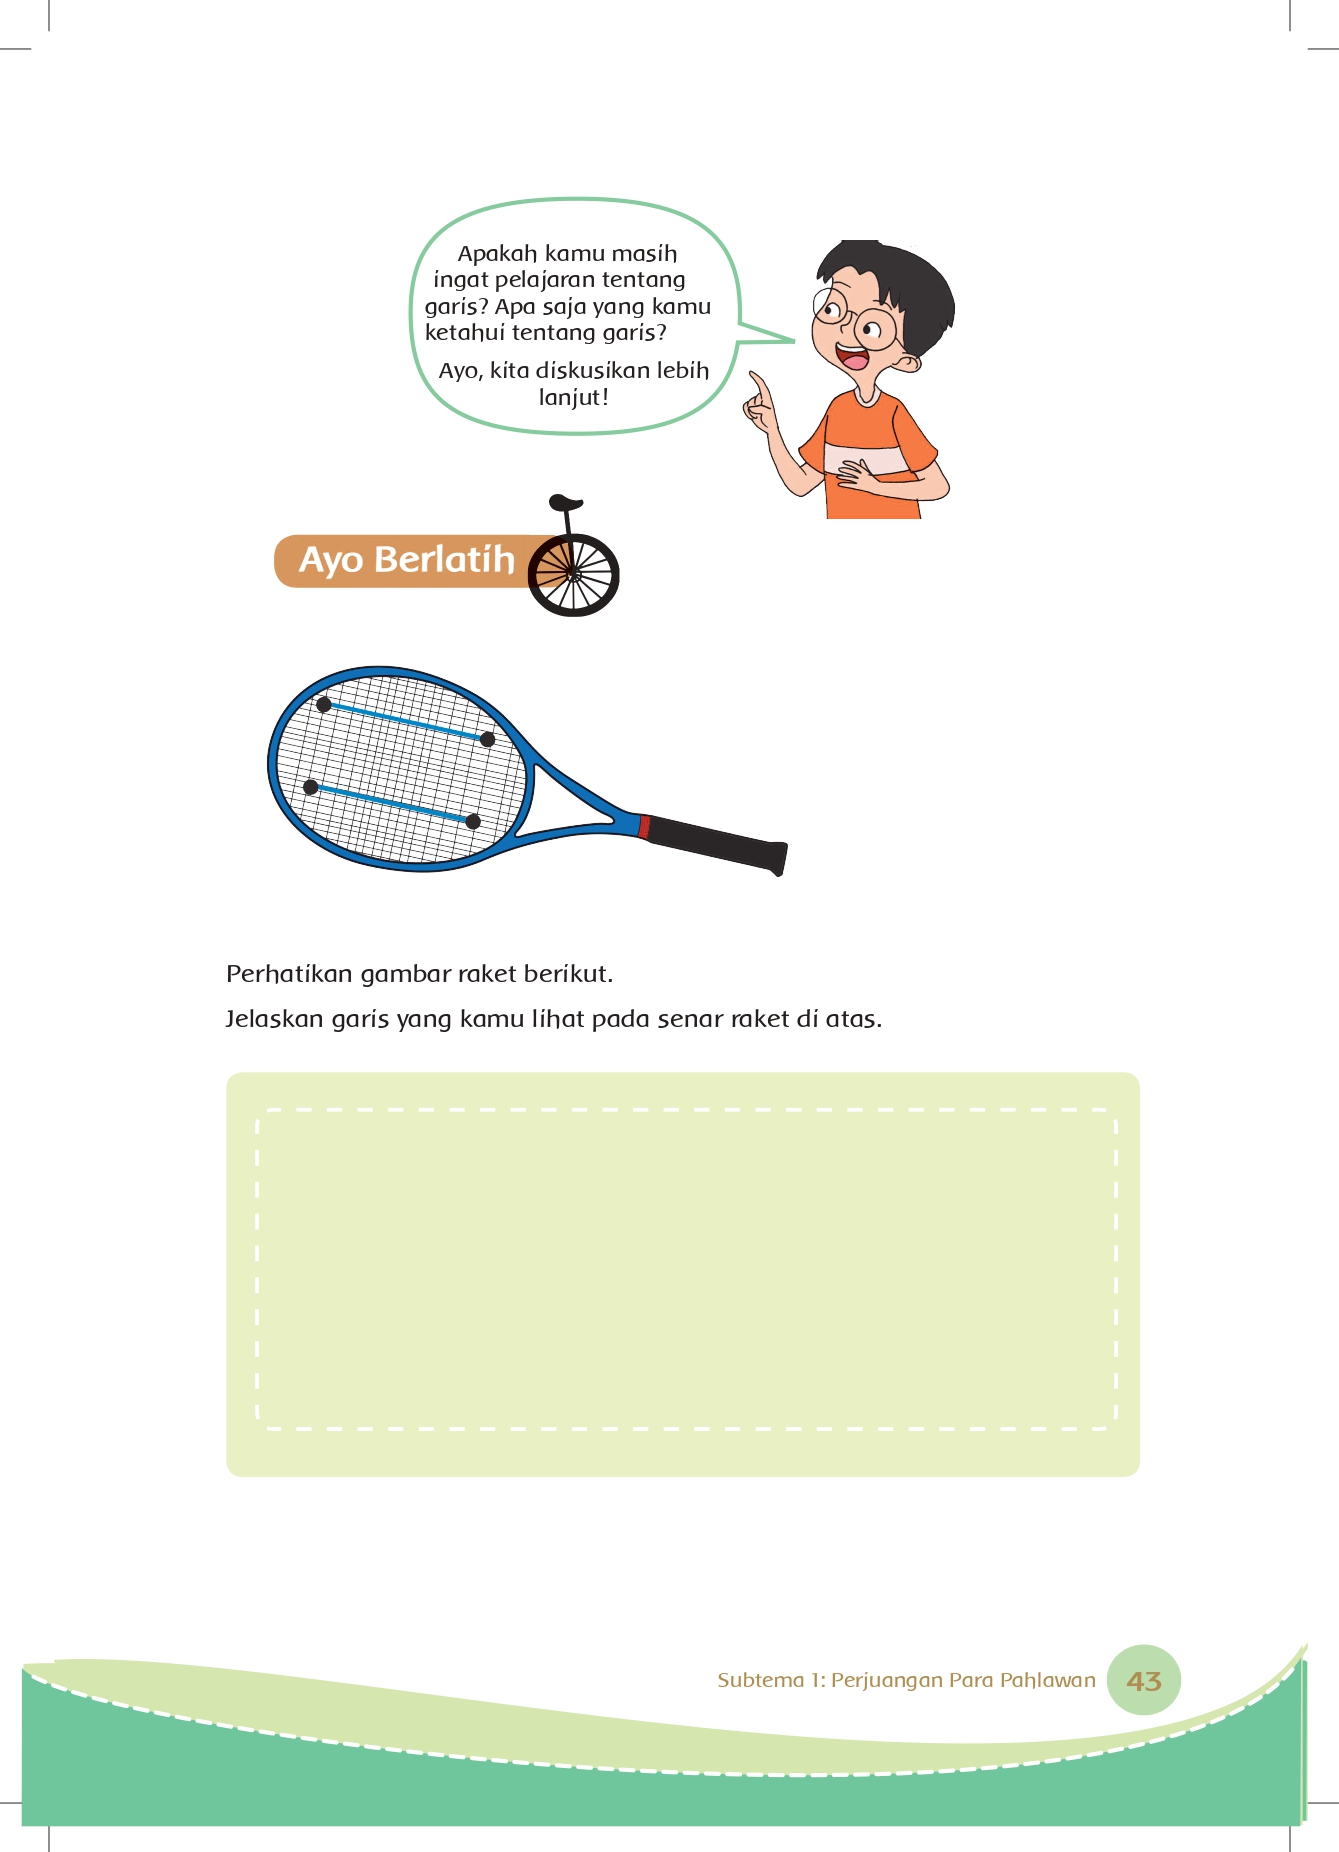 Apakah kamu masih
ingat pelajaran tentang
garis? Apa saja yang kamu
ketahui tentang garis?
Ayo, kita diskusikan lebih
lanjut!
Ayo Berlatih
Perhatikan gambar raket berikut.
Jelaskan garis yang kamu lihat pada senar raket di atas.
Subtema 1: Perjuangan Para Pahlawan
43